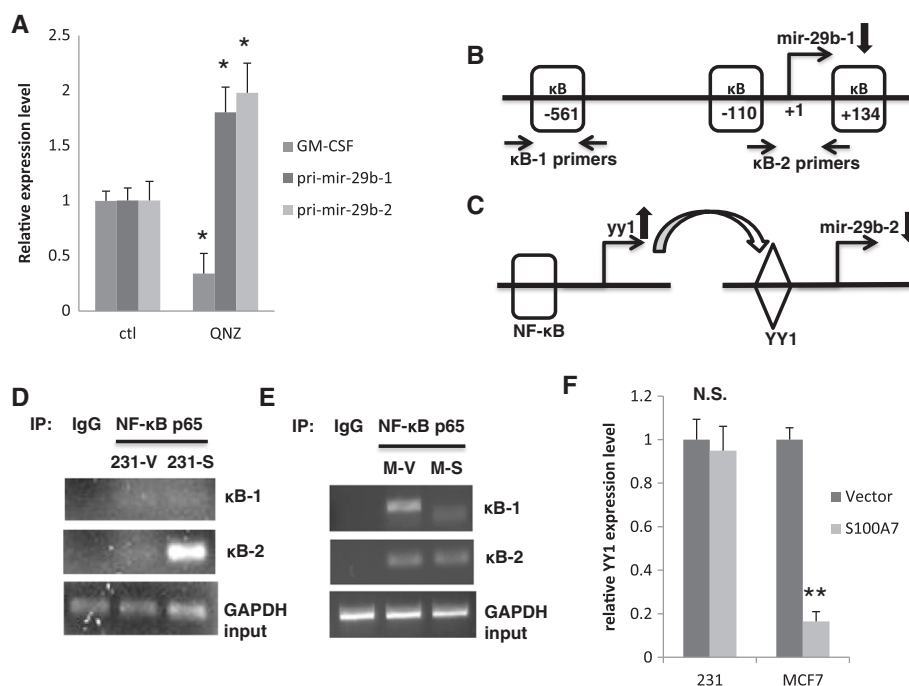 A
Relative expression level
2.5
2
1.5
1
0.5
0
*
*
*
ctl
QNZ
GM-CSF
pri-mir-29b-1
pri-mir-29b-2
B
mir-29b-1
κB
-561
κB
-110
+1
κB
+134
κB-1 primers
κB-2 primers
C
yy1
mir-29b-2
NF-κB
YY1
D
IP: IgG NF-κB p65
231-V 231-S
κB-1
κB-2
GAPDH
input
E
IP: IgG NF-κB p65
M-V M-S
κB-1
κB-2
GAPDH
input
F
relative YY1 expression level
1.2
1
0.8
0.6
0.4
0.2
0
N.S.
**
231
MCF7
Vector
S100A7